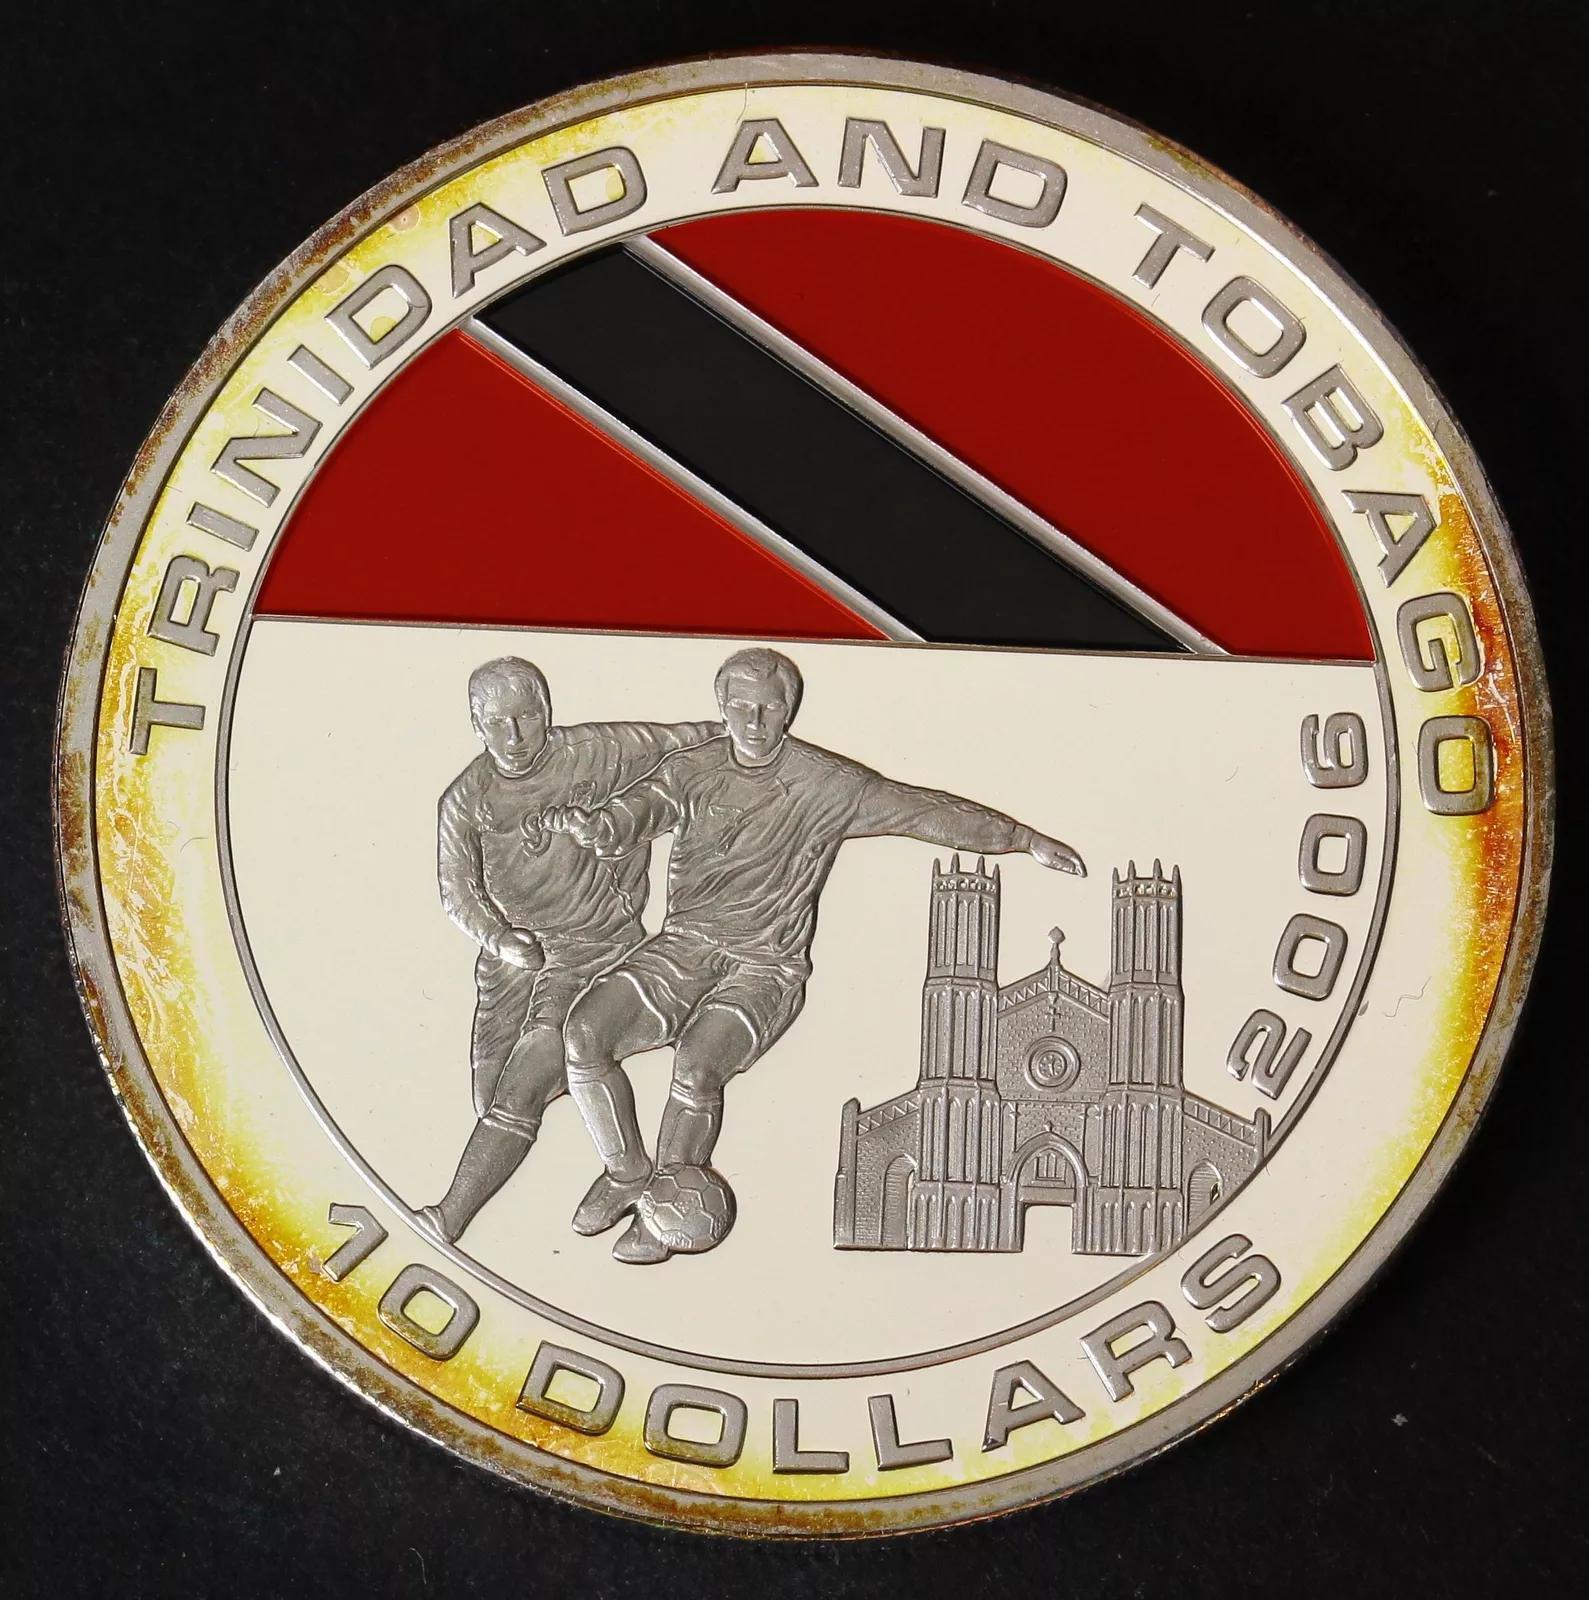 TRINIDAD AND TOBAGO
2006
10 DOLLARS